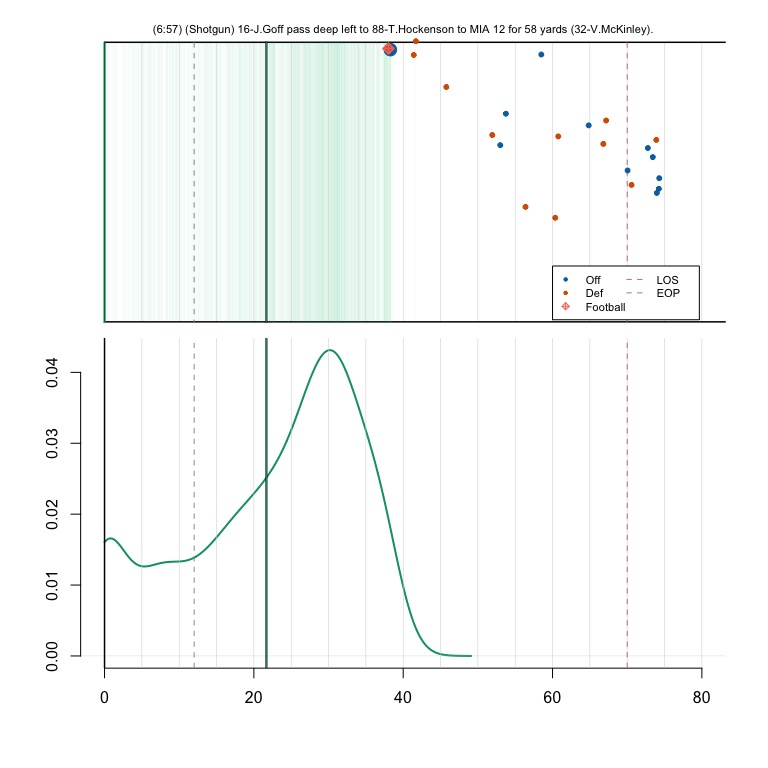 (6:57) (Shotgun) 16-J.Goff pass deep left to 88-T.Hockenson to MIA 12 for 58 yards (32-V.McKinley).
Off LOS
Def EOP
Football
0.04
0.03
0.02
0.01
0.00
0 20 40 60 80